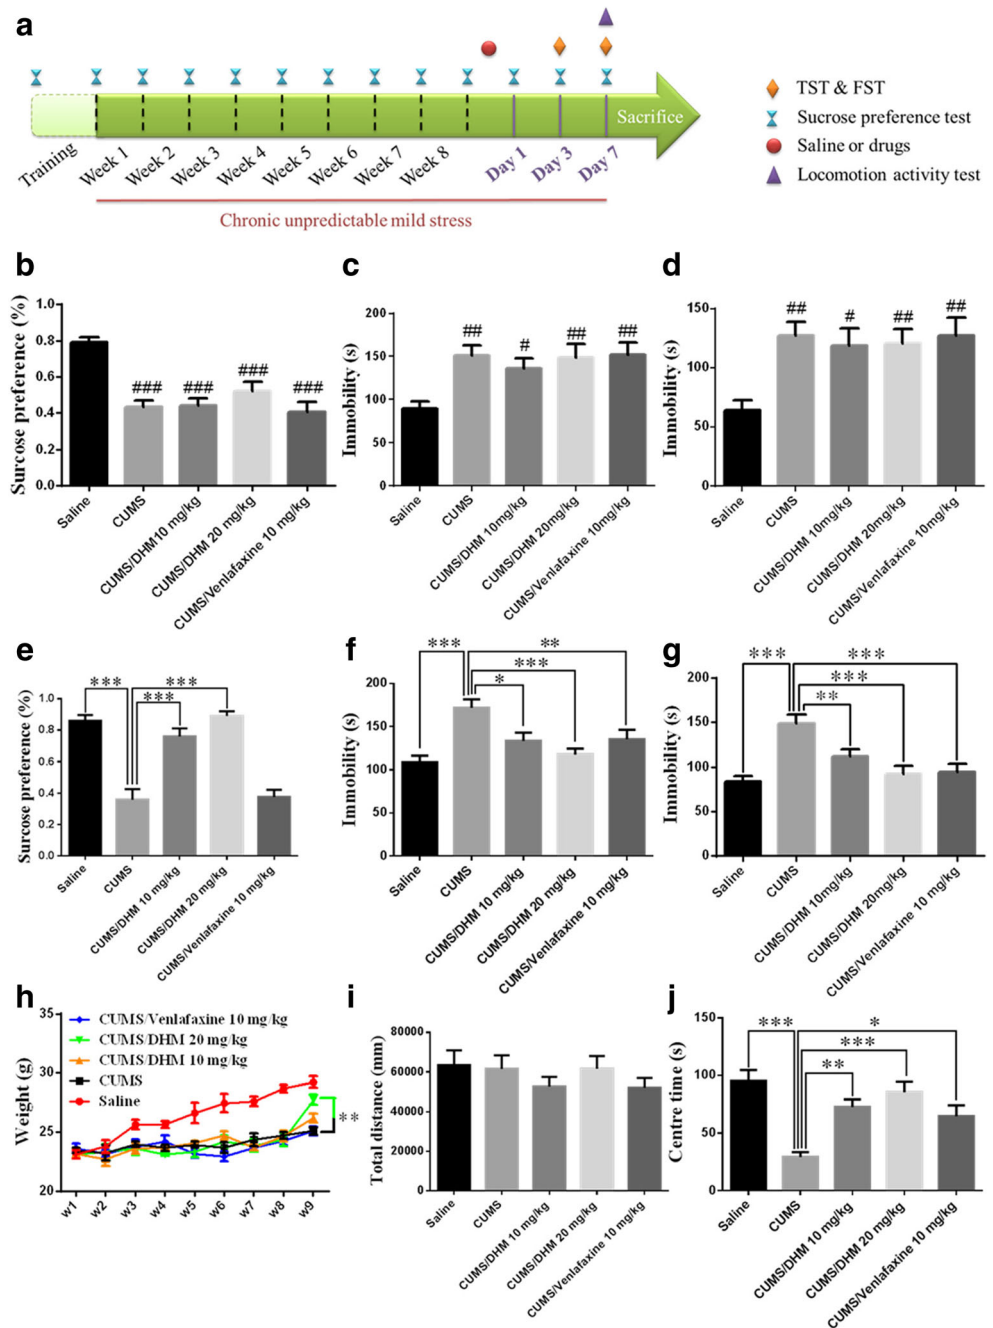 a
TST & FST
Sucrose preference test
Saline or drugs
Locomotion activity test
Sacrifice
Training
Week 1
Week 2
Week 3
Week 4
Week 5
Week 6
Week 7
Week 8
Day 1
Day 3
Day 7
Chronic unpredictable mild stress
b
Surcose preference (%)
1.0
0.8
0.6
0.4
0.2
0.0
###
###
###
###
Saline
CUMS
CUMS/DHM10 mg/kg
CUMS/DHM 20 mg/kg
CUMS/Venlafaxine 10 mg/kg
c
Immobility (s)
200
150
100
50
0
##
#
##
##
Saline
CUMS
CUMS/DHM 10mg/kg
CUMS/DHM 20mg/kg
CUMS/Venlafaxine 10 mg/kg
d
Immobility (s)
150
100
50
0
##
#
##
##
Saline
CUMS
CUMS/DHM 10mg/kg
CUMS/DHM 20mg/kg
CUMS/Venlafaxine 10 mg/kg
e
Surcose preference (%)
1.0
0.8
0.6
0.4
0.2
0.0
***
***
***
Saline
CUMS
CUMS/DHM 10 mg/kg
CUMS/DHM 20 mg/kg
CUMS/Venlafaxine 10 mg/kg
f
Immobility (s)
200
150
100
50
0
***
**
***
*
Saline
CUMS
CUMS/DHM 10 mg/kg
CUMS/DHM 20 mg/kg
CUMS/Venlafaxine 10 mg/kg
g
Immobility (s)
200
150
100
50
0
***
***
***
**
Saline
CUMS
CUMS/DHM 10mg/kg
CUMS/DHM 20mg/kg
CUMS/Venlafaxine 10 mg/kg
h
Weight (g)
35
30
25
20
CUMS/Venlafaxine 10 mg/kg
CUMS/DHM 20 mg/kg
CUMS/DHM 10 mg/kg
CUMS
Saline
**
w1
w2
w3
w4
w5
w6
w7
w8
w9
i
Total distance (mm)
80000
60000
40000
20000
0
Saline
CUMS
CUMS/DHM 10 mg/kg
CUMS/DHM 20 mg/kg
CUMS/Venlafaxine 10 mg/kg
j
Centre time (s)
150
100
50
0
***
*
***
**
Saline
CUMS
CUMS/DHM 10 mg/kg
CUMS/DHM 20 mg/kg
CUMS/Venlafaxine 10 mg/kg